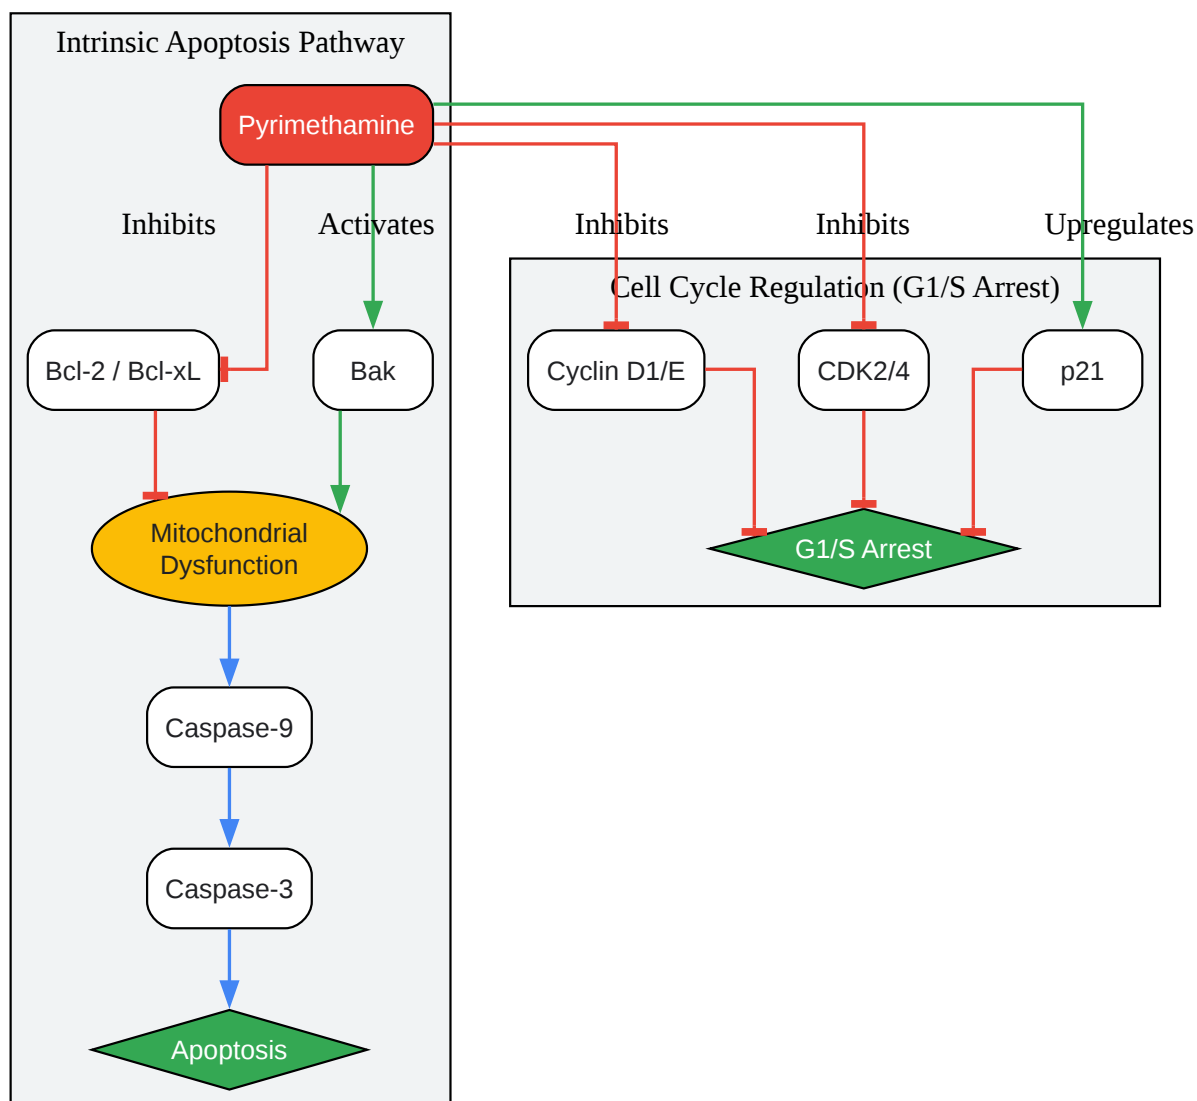 Intrinsic Apoptosis Pathway
Pyrimethamine
Inhibits
Activates
Inhibits
Inhibits
Upregulates
Cell Cycle Regulation (G1/S Arrest)
Bcl-2 / Bcl-xL
Bak
Cyclin D1/E
CDK2/4
p21
Mitochondrial
Dysfunction
G1/S Arrest
Caspase-9
Caspase-3
Apoptosis